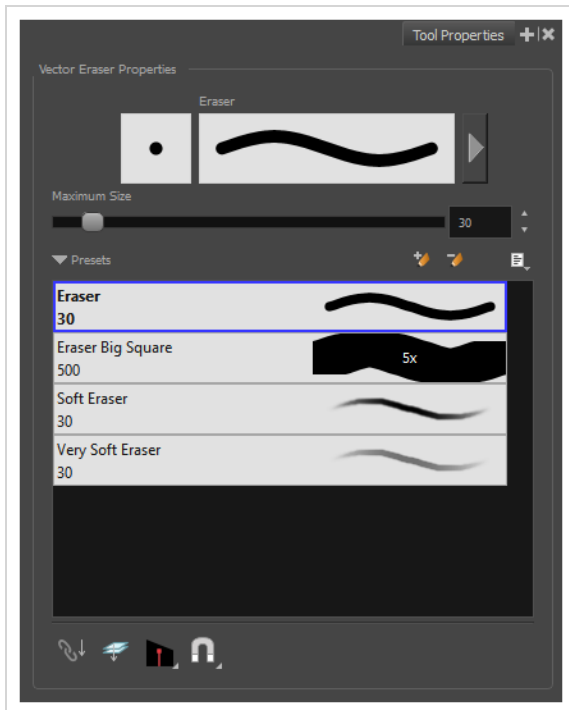 Tool Properties
Vector Eraser Properties
Eraser
Maximum Size
30
Presets
Eraser
30
Eraser Big Square
500
5x
Soft Eraser
30
Very Soft Eraser
30